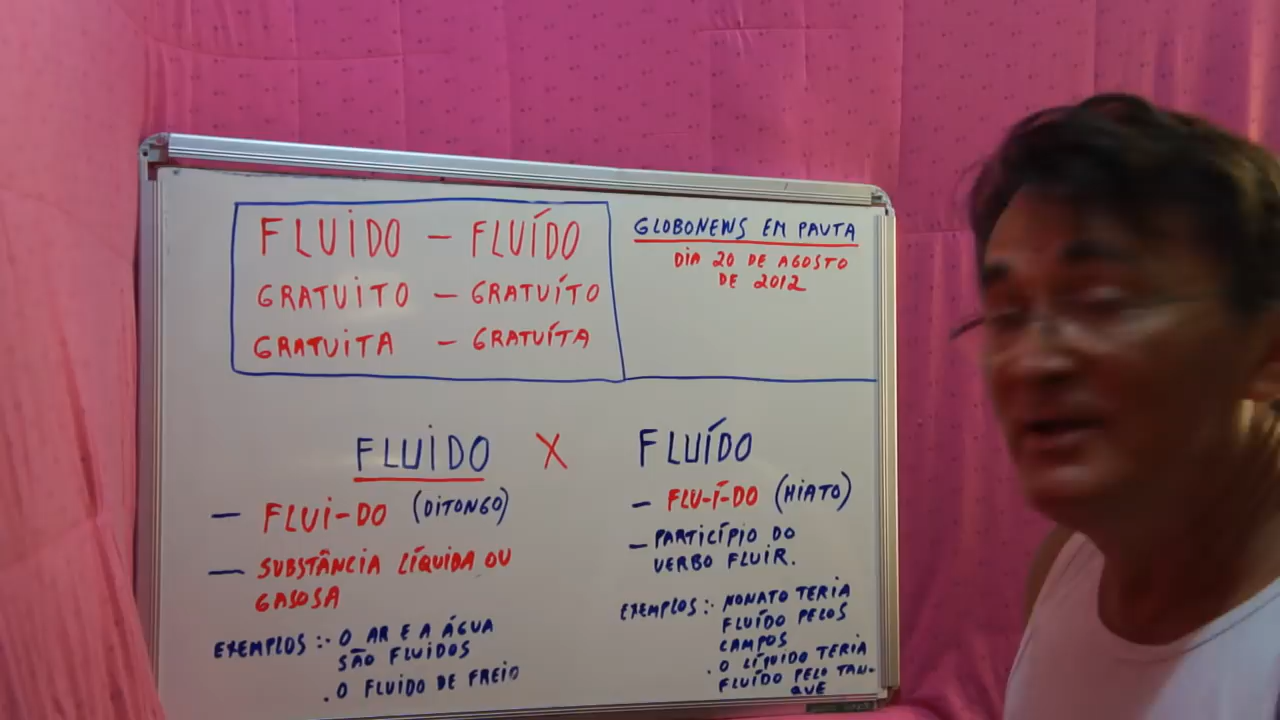 FLUIDO - FLUÍDO
GRATUITO - GRATUÍTO
GRATUITA - GRATUÍTA
GLOBONEWS EM PAUTA
DIA 20 DE AGOSTO
DE 2012
FLUIDO X FLUÍDO
- FLUI-DO (DITONGO)
- SUBSTÂNCIA LÍQUIDA OU
GASOSA
EXEMPLOS:. O AR E A ÁGUA
SÃO FLUIDOS
. O FLUIDO DE FREIO
- FLU-Í-DO (HIATO)
- PARTICÍPIO DO
VERBO FLUIR.
EXEMPLOS:. NONATO TERIA
FLUÍDO PELOS
CAMPOS
. O LÍQUIDO TERIA
FLUÍDO PELO TAN-
QUE